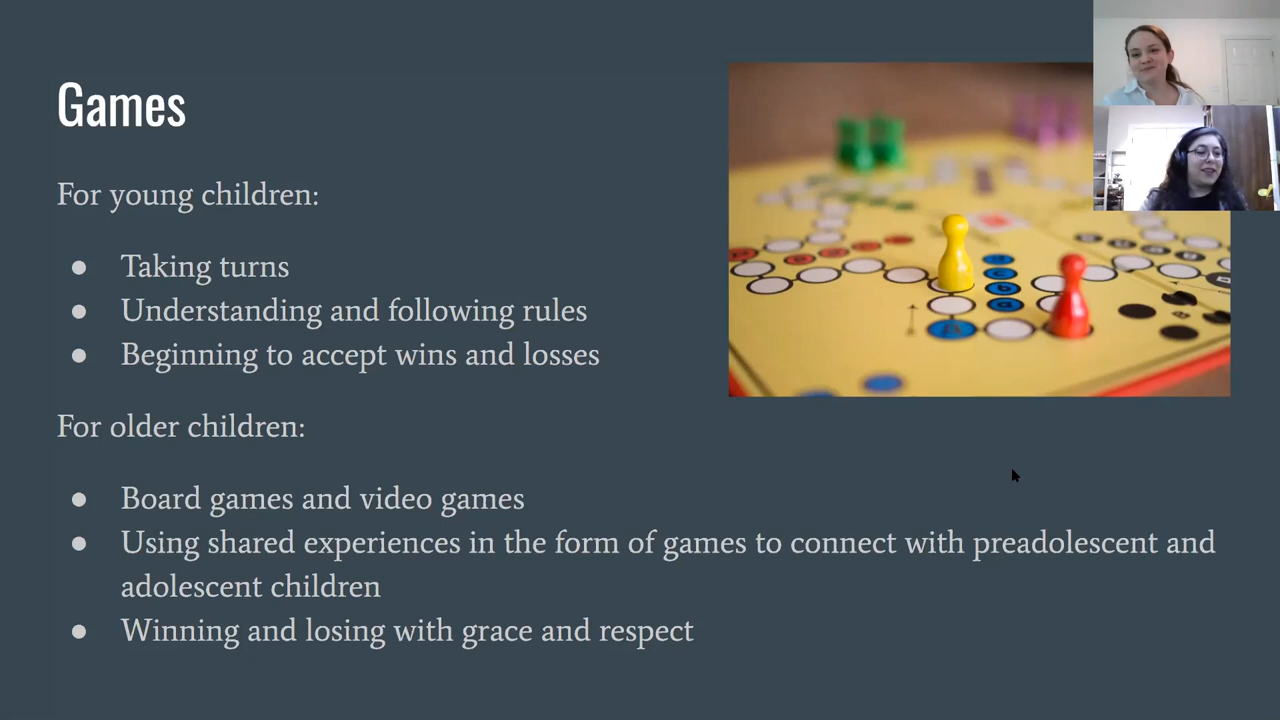 Games
For young children:
● Taking turns
● Understanding and following rules
● Beginning to accept wins and losses
For older children:
● Board games and video games
● Using shared experiences in the form of games to connect with preadolescent and
adolescent children
● Winning and losing with grace and respect